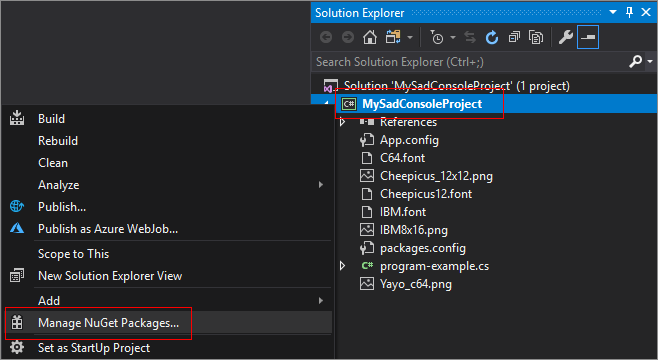 Solution Explorer
Search Solution Explorer (Ctrl+;)
Solution 'MySadConsoleProject' (1 project)
C# MySadConsoleProject
References
App.config
C64.font
Cheepicus_12x12.png
Cheepicus12.font
IBM.font
IBM8x16.png
packages.config
C# program-example.cs
Yayo_c64.png
Build
Rebuild
Clean
Analyze
Publish...
Publish as Azure WebJob...
Scope to This
New Solution Explorer View
Add
Manage NuGet Packages...
Set as StartUp Project